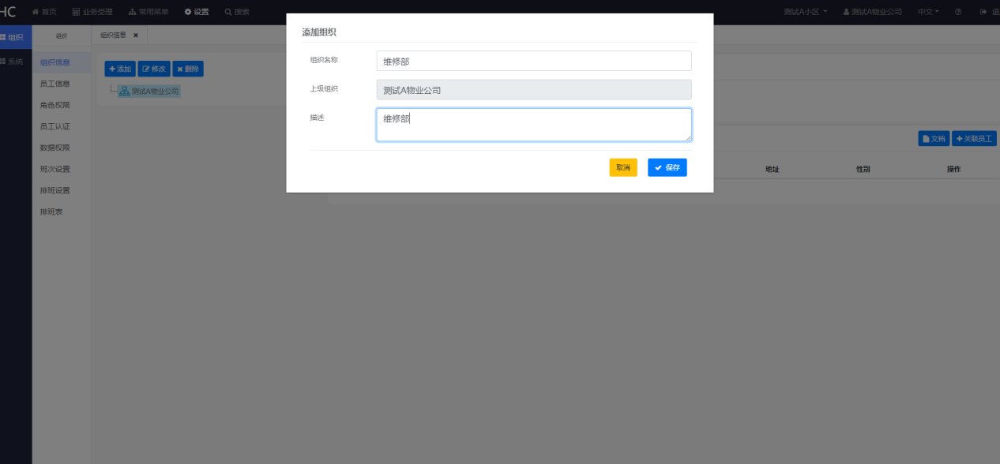 HC 首页 业务受理 常用菜单 设置 搜索 测试A小区 测试A物业公司 中文
组织
系统
组织
组织信息
员工信息
角色权限
员工认证
数据权限
班次设置
排班设置
排班表
组织信息
添加 修改 删除
测试A物业公司
添加组织
组织名称 维修部
上级组织 测试A物业公司
描述 维修部
取消 保存
文档 关联员工
地址 性别 操作